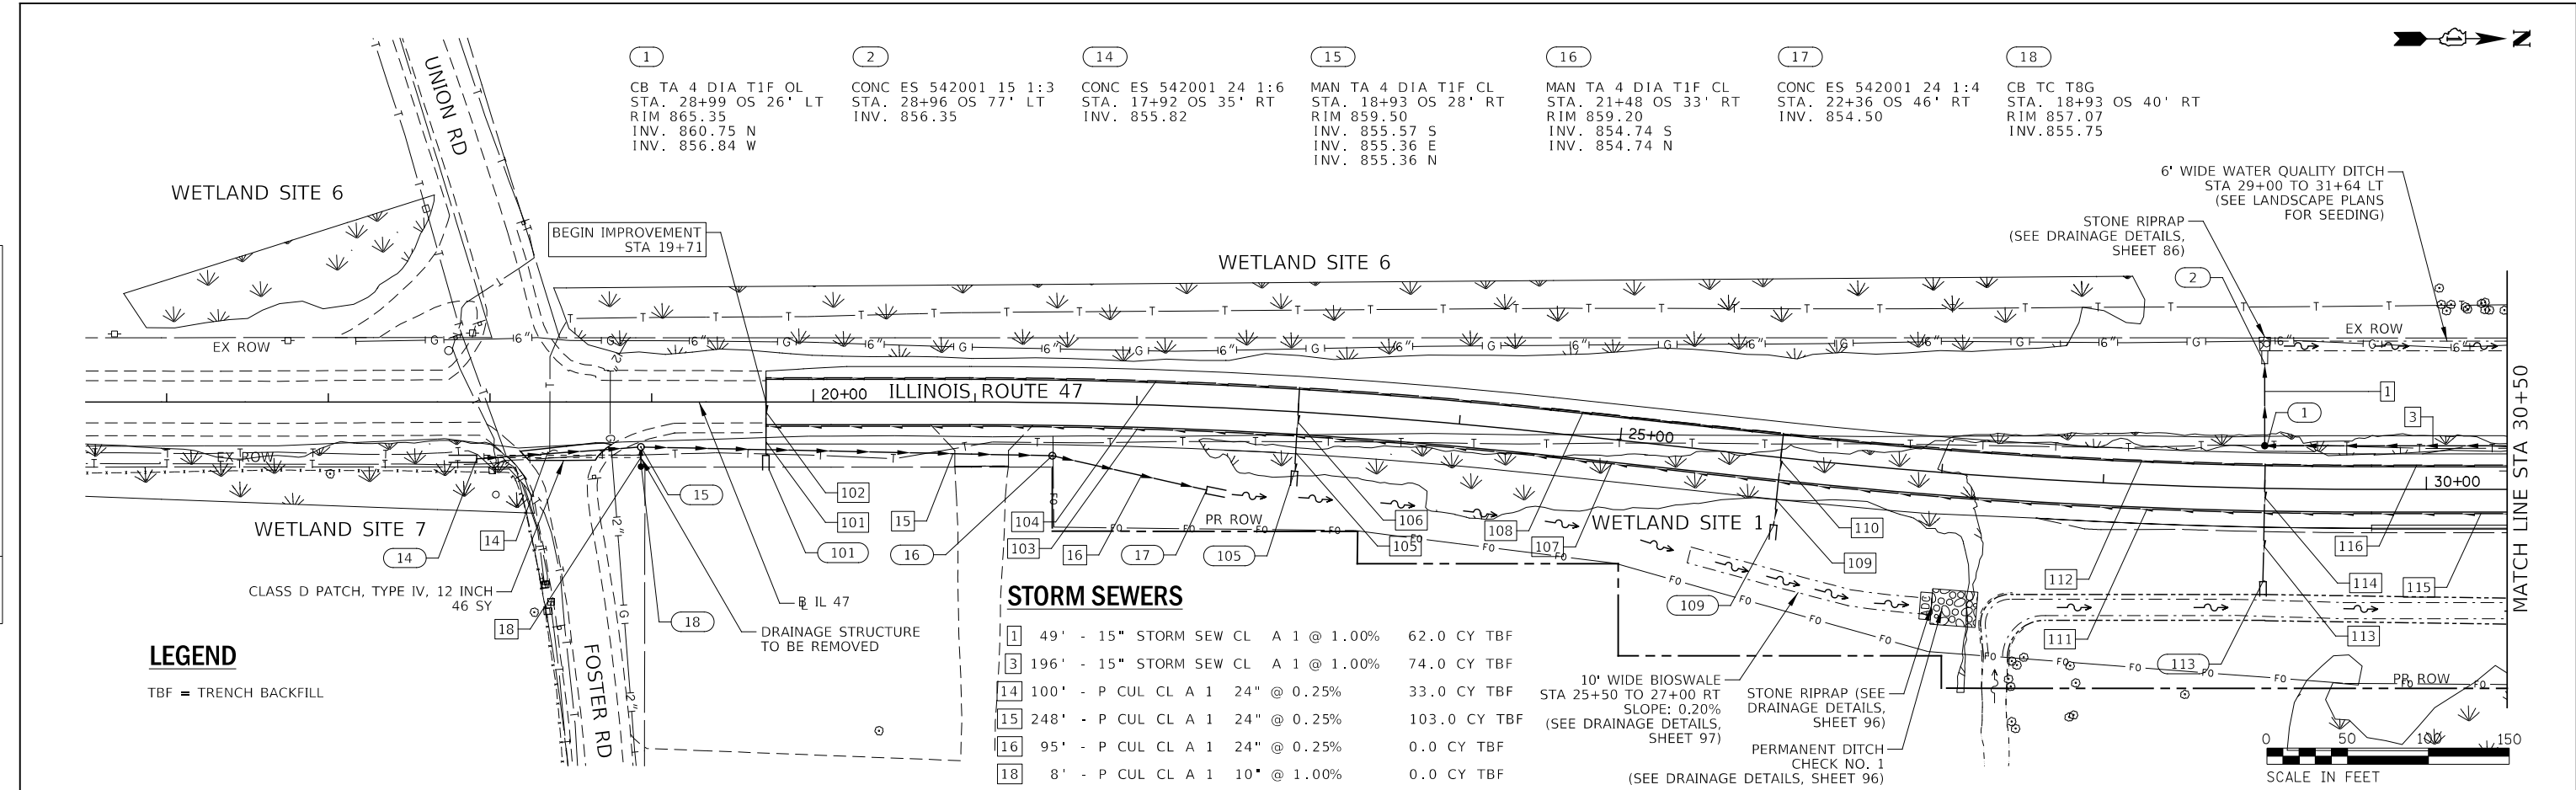 N
1
CB TA 4 DIA T1F OL
STA. 28+99 OS 26' LT
RIM 865.35
INV. 860.75 N
INV. 856.84 W
2
CONC ES 542001 15 1:3
STA. 28+96 OS 77' LT
INV. 856.35
14
CONC ES 542001 24 1:6
STA. 17+92 OS 35' RT
INV. 855.82
15
MAN TA 4 DIA T1F CL
STA. 18+93 OS 28' RT
RIM 859.50
INV. 855.57 S
INV. 855.36 E
INV. 855.36 N
16
MAN TA 4 DIA T1F CL
STA. 21+48 OS 33' RT
RIM 859.20
INV. 854.74 S
INV. 854.74 N
17
CONC ES 542001 24 1:4
STA. 22+36 OS 46' RT
INV. 854.50
18
CB TC T8G
STA. 18+93 OS 40' RT
RIM 857.07
INV.855.75
UNION RD
WETLAND SITE 6
BEGIN IMPROVEMENT
STA 19+71
WETLAND SITE 6
6' WIDE WATER QUALITY DITCH
STA 29+00 TO 31+64 LT
(SEE LANDSCAPE PLANS
FOR SEEDING)
STONE RIPRAP
(SEE DRAINAGE DETAILS,
SHEET 86)
2
EX ROW
EX ROW
20+00
ILLINOIS ROUTE 47
1
3
1
25+00
30+00
MATCH LINE STA 30+50
EX ROW
WETLAND SITE 7
14
14
15
102
101
101
15
16
104
103
16
PR ROW
17
105
106
105
108
107
WETLAND SITE 1
110
109
109
112
111
116
114
115
113
113
CLASS D PATCH, TYPE IV, 12 INCH
46 SY
18
18
℄ IL 47
DRAINAGE STRUCTURE
TO BE REMOVED
FOSTER RD
LEGEND
TBF = TRENCH BACKFILL
STORM SEWERS
1 49' - 15" STORM SEW CL A 1 @ 1.00% 62.0 CY TBF
3 196' - 15" STORM SEW CL A 1 @ 1.00% 74.0 CY TBF
14 100' - P CUL CL A 1 24" @ 0.25% 33.0 CY TBF
15 248' - P CUL CL A 1 24" @ 0.25% 103.0 CY TBF
16 95' - P CUL CL A 1 24" @ 0.25% 0.0 CY TBF
18 8' - P CUL CL A 1 10" @ 1.00% 0.0 CY TBF
10' WIDE BIOSWALE
STA 25+50 TO 27+00 RT
SLOPE: 0.20%
(SEE DRAINAGE DETAILS,
SHEET 97)
STONE RIPRAP (SEE
DRAINAGE DETAILS,
SHEET 96)
PERMANENT DITCH
CHECK NO. 1
(SEE DRAINAGE DETAILS, SHEET 96)
PR ROW
0 50 100 150
SCALE IN FEET